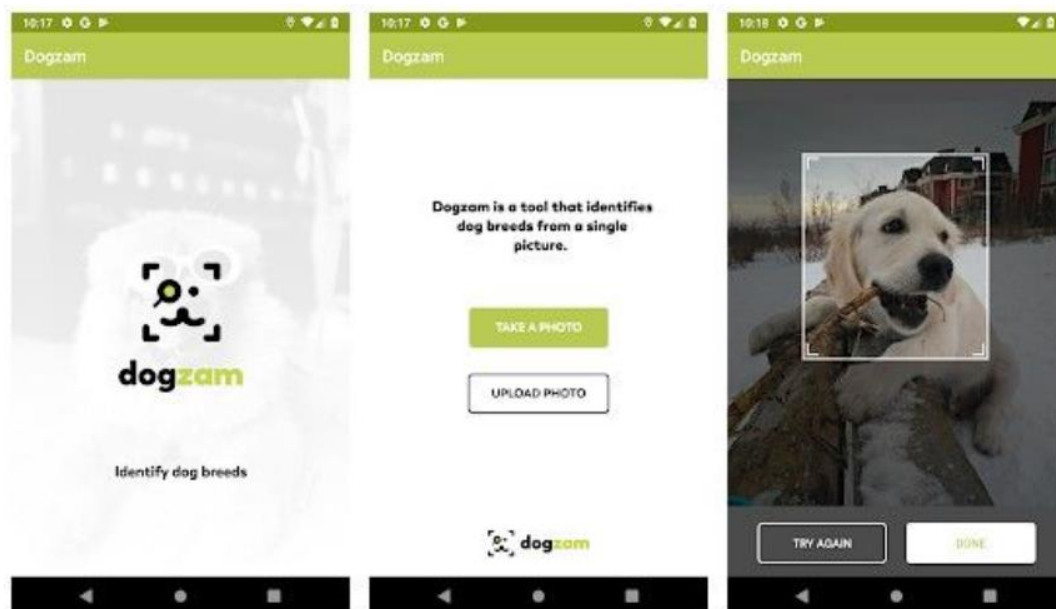 10:17
Dogzam
dogzam
Identify dog breeds
10:17
Dogzam
Dogzam is a tool that identifies
dog breeds from a single
picture.
TAKE A PHOTO
UPLOAD PHOTO
dogzam
10:18
Dogzam
TRY AGAIN
DONE